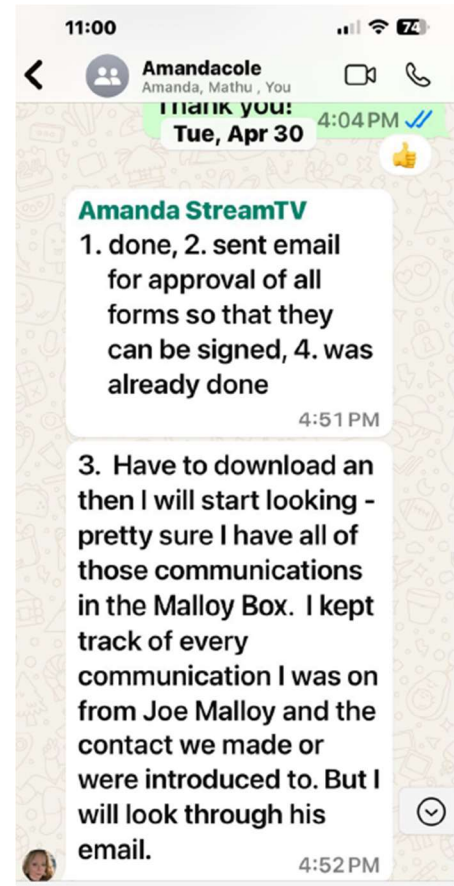 11:00
74
Amandacole
Amanda, Mathu , You
Thank you!
4:04 PM
Tue, Apr 30
Amanda StreamTV
1. done, 2. sent email
for approval of all
forms so that they
can be signed, 4. was
already done
4:51 PM
3. Have to download an
then I will start looking -
pretty sure I have all of
those communications
in the Malloy Box. I kept
track of every
communication I was on
from Joe Malloy and the
contact we made or
were introduced to. But I
will look through his
email.
4:52 PM